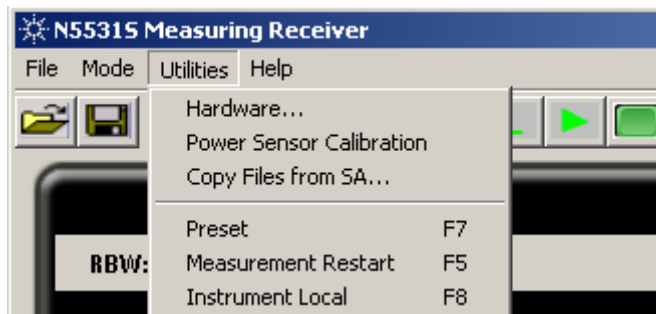 N5531S Measuring Receiver
File Mode Utilities Help
Hardware...
Power Sensor Calibration
Copy Files from SA...
Preset F7
RBW: Measurement Restart F5
Instrument Local F8